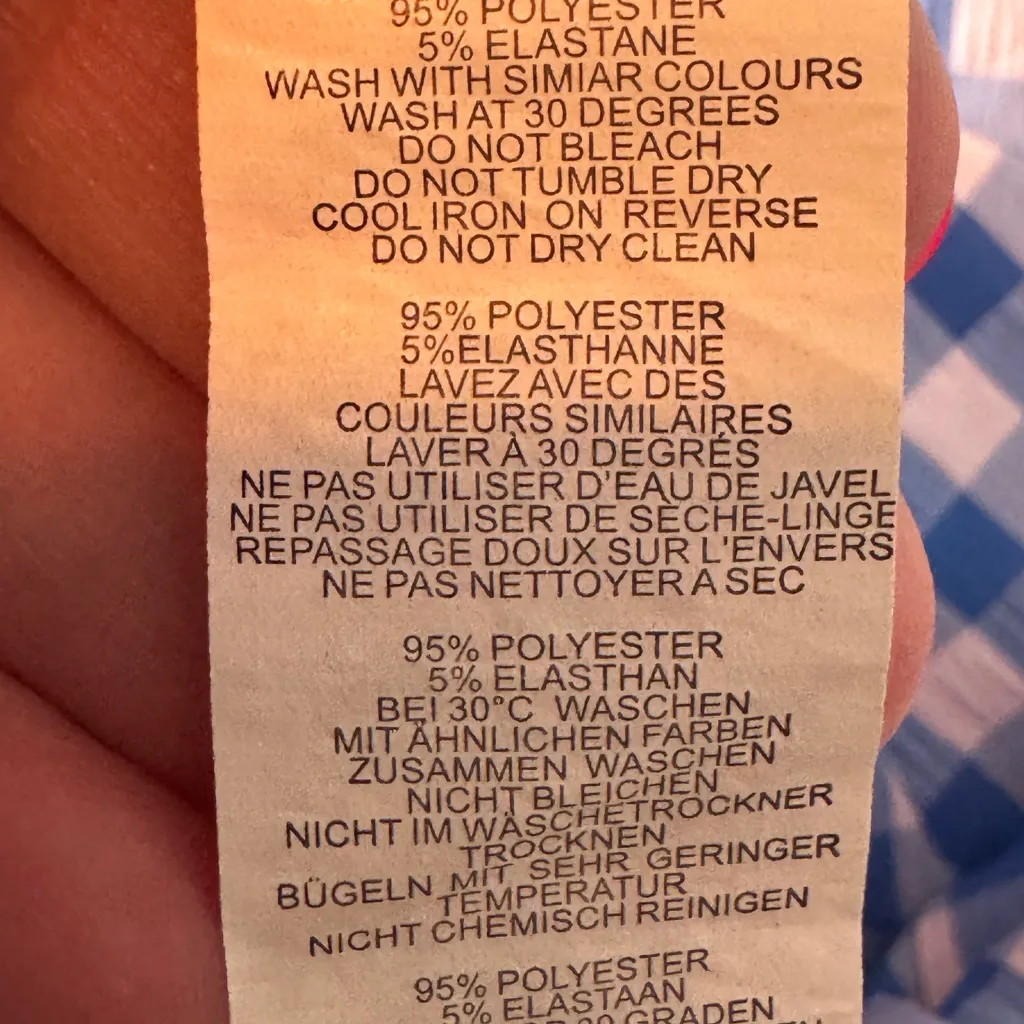 95% POLYESTER
5% ELASTANE
WASH WITH SIMIAR COLOURS
WASH AT 30 DEGREES
DO NOT BLEACH
DO NOT TUMBLE DRY
COOL IRON ON REVERSE
DO NOT DRY CLEAN
95% POLYESTER
5%ELASTHANNE
LAVEZ AVEC DES
COULEURS SIMILAIRES
LAVER À 30 DEGRÉS
NE PAS UTILISER D'EAU DE JAVEL
NE PAS UTILISER DE SECHE-LINGE
REPASSAGE DOUX SUR L'ENVERS
NE PAS NETTOYER A SEC
95% POLYESTER
5% ELASTHAN
BEI 30°C WASCHEN
MIT ÄHNLICHEN FARBEN
ZUSAMMEN WASCHEN
NICHT BLEICHEN
NICHT IM WÄSCHETROCKNER
TROCKNEN
BÜGELN MIT SEHR GERINGER
TEMPERATUR
NICHT CHEMISCH REINIGEN
95% POLYESTER
5% ELASTAAN
GRADEN